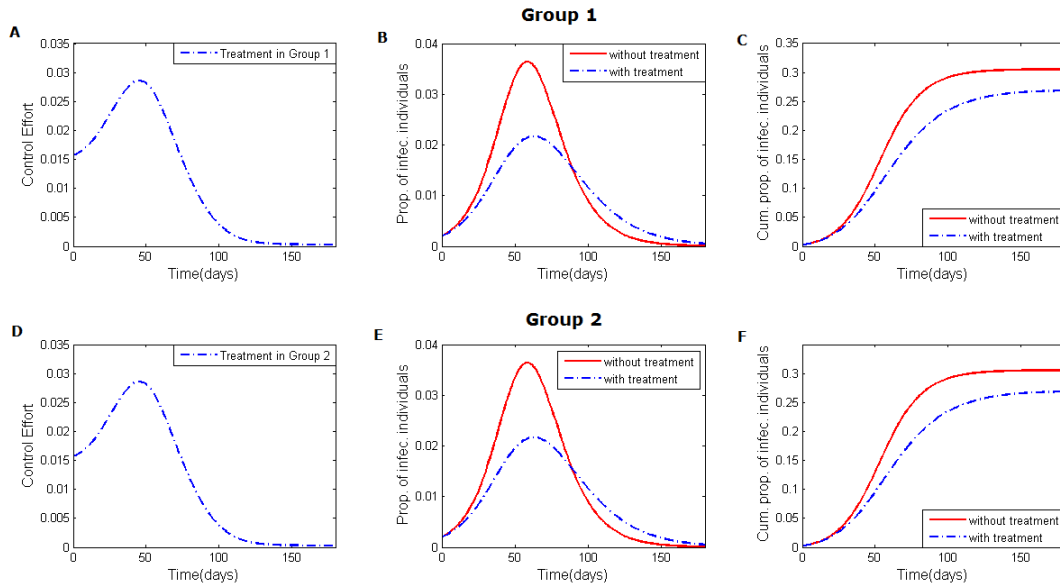 Group 1
A
Control Effort
0.035
0.03
0.025
0.02
0.015
0.01
0.005
0
Treatment in Group 1
0
50
100
150
Time(days)
B
Prop. of infec. individuals
0.04
0.03
0.02
0.01
0
without treatment
with treatment
0
50
100
150
Time(days)
C
Cum. prop. of infec. individuals
0.35
0.3
0.25
0.2
0.15
0.1
0.05
0
without treatment
with treatment
0
50
100
150
Time(days)
Group 2
D
Control Effort
0.035
0.03
0.025
0.02
0.015
0.01
0.005
0
Treatment in Group 2
0
50
100
150
Time(days)
E
Prop. of infec. individuals
0.04
0.03
0.02
0.01
0
without treatment
with treatment
0
50
100
150
Time(days)
F
Cum. prop. of infec. individuals
0.35
0.3
0.25
0.2
0.15
0.1
0.05
0
without treatment
with treatment
0
50
100
150
Time(days)